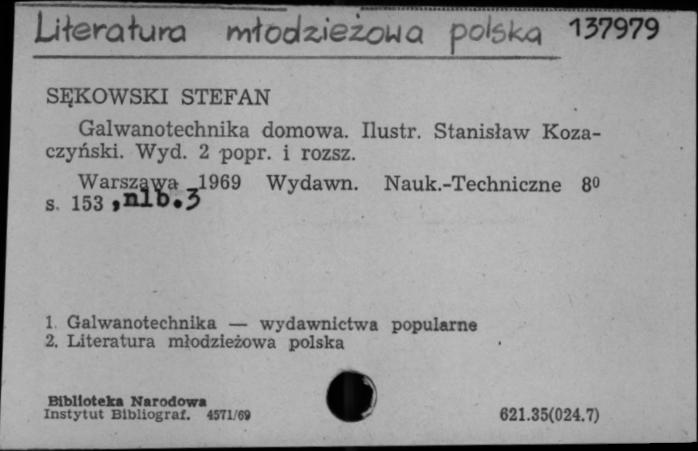 Literatura młodzieżowa polska 137979
SĘKOWSKI STEFAN
Galwanotechnika domowa. Ilustr. Stanisław Koza-
czyński. Wyd. 2 popr. i rozsz.
Warszawa 1969 Wydawn. Nauk.-Techniczne 8⁰
s. 153 , nlb. 3
1. Galwanotechnika — wydawnictwa popularne
2. Literatura młodzieżowa polska
Biblioteka Narodowa
Instytut Bibliograf. 4571/69 621.35(024.7)